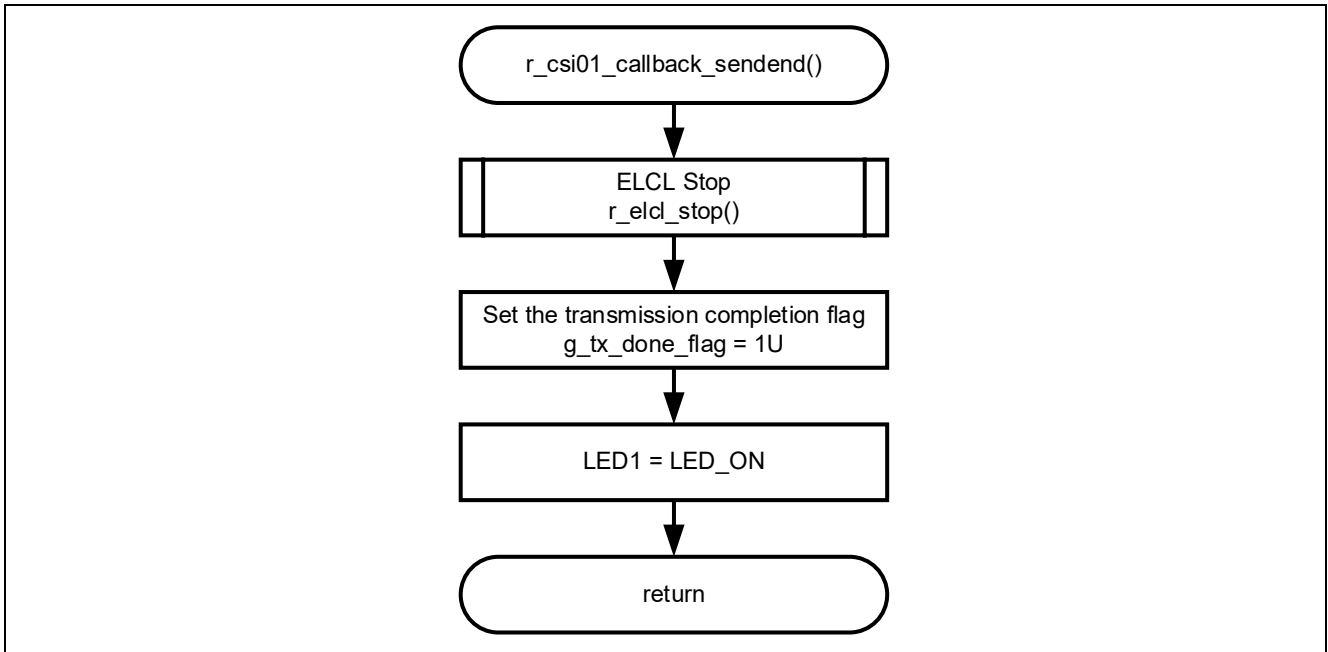 r_csi01_callback_sendend()
ELCL Stop
r_elcl_stop()
Set the transmission completion flag
g_tx_done_flag = 1U
LED1 = LED_ON
return